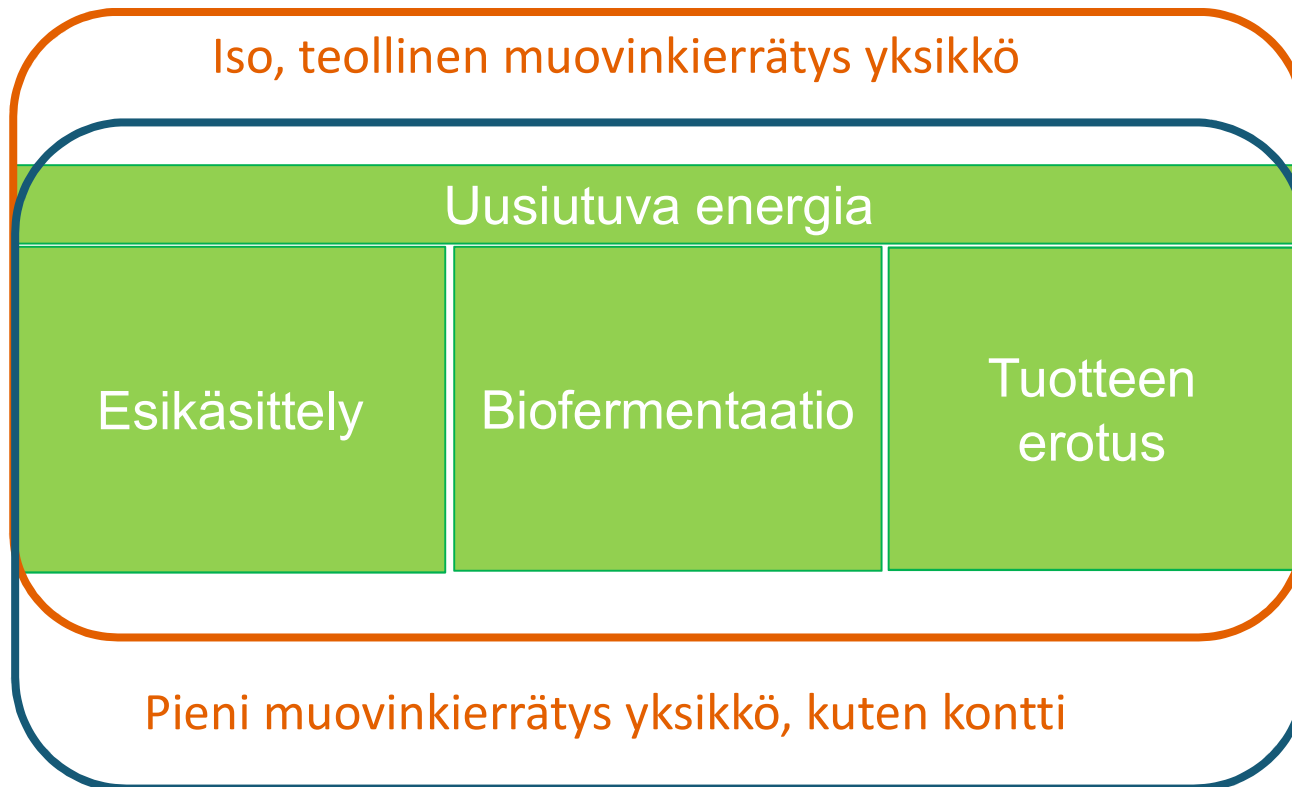 Iso, teollinen muovinkierrätys yksikkö
Uusiutuva energia
Esikäsittely
Biofermentaatio
Tuotteen
erotus
Pieni muovinkierrätys yksikkö, kuten kontti